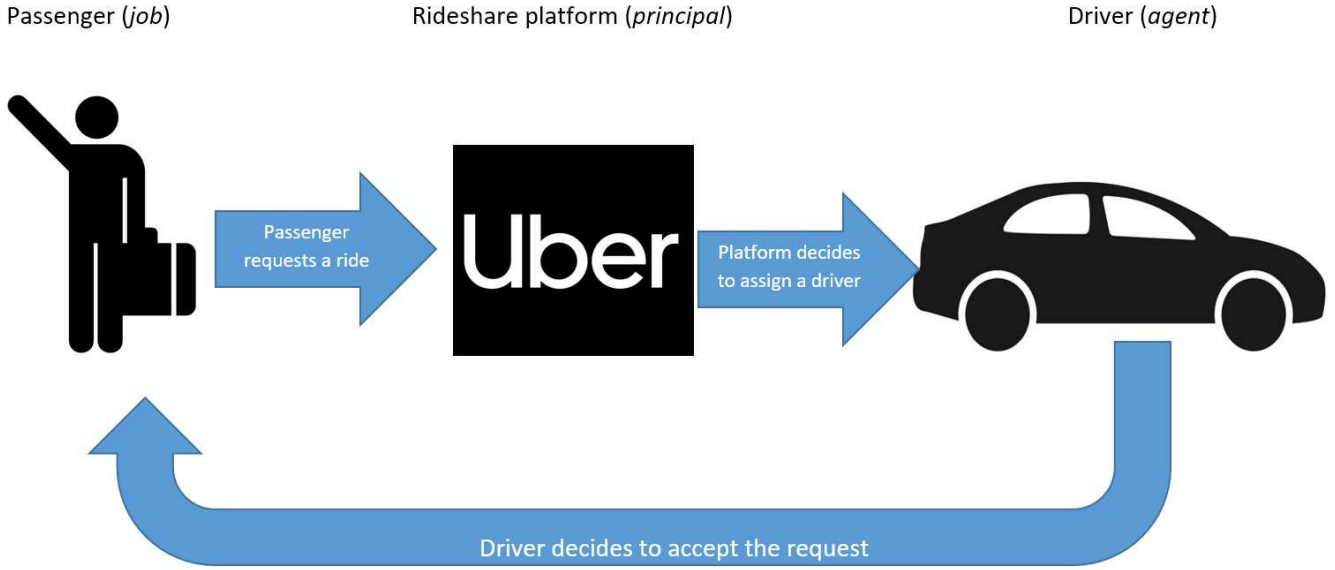 Passenger (job)
Rideshare platform (principal)
Driver (agent)
Passenger
requests a ride
Uber
Platform decides
to assign a driver
Driver decides to accept the request